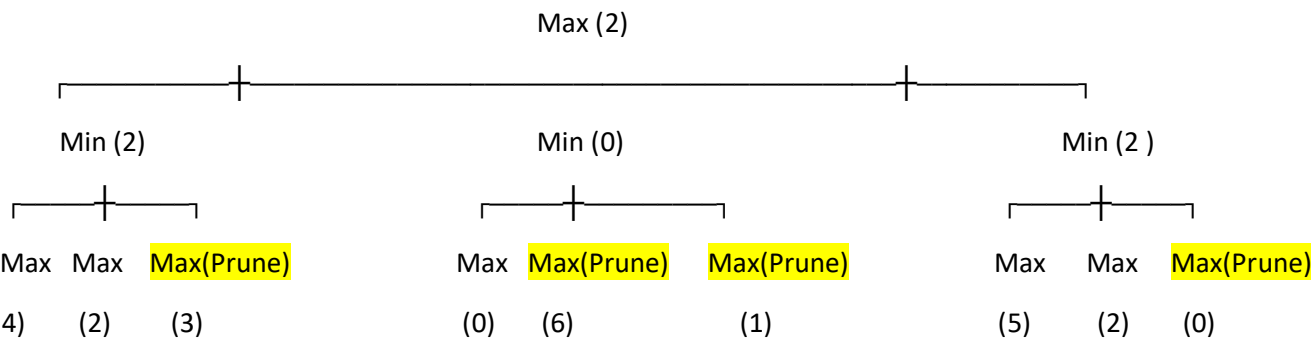 Max (2)
Min (2) Min (0) Min (2 )
Max Max Max(Prune) Max Max(Prune) Max(Prune) Max Max Max(Prune)
4) (2) (3) (0) (6) (1) (5) (2) (0)